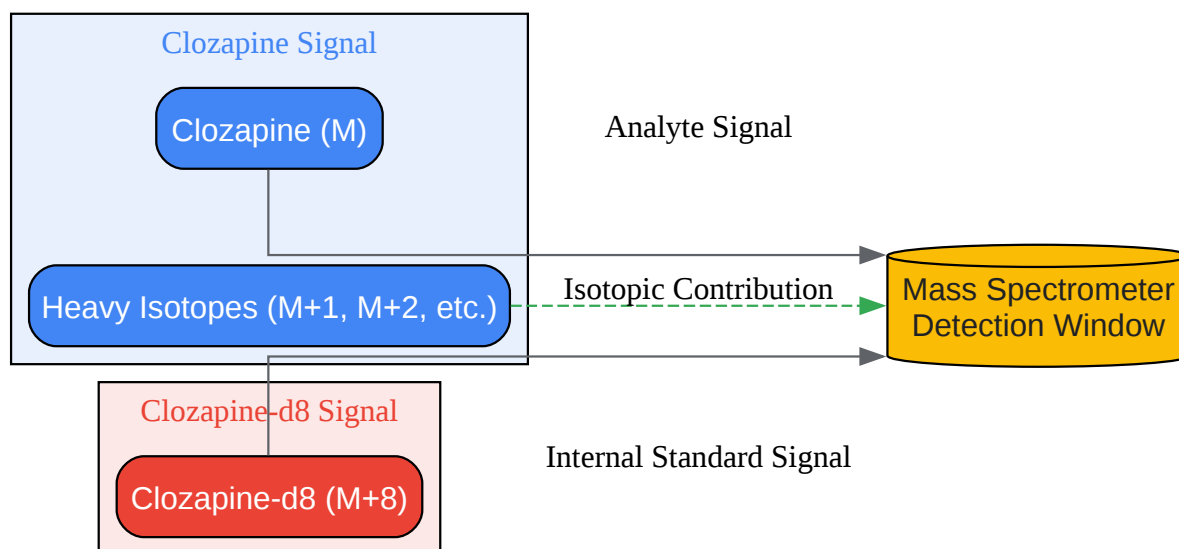 Clozapine Signal
Clozapine (M)
Analyte Signal
Heavy Isotopes (M+1, M+2, etc.)
Isotopic Contribution
Mass Spectrometer
Detection Window
Clozapine-d8 Signal
Internal Standard Signal
Clozapine-d8 (M+8)